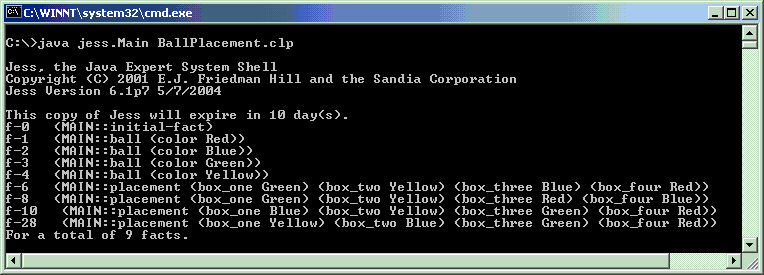 C:\WINNT\system32\cmd.exe
C:\>java jess.Main BallPlacement.clp
Jess, the Java Expert System Shell
Copyright (C) 2001 E.J. Friedman Hill and the Sandia Corporation
Jess Version 6.1p7 5/7/2004
This copy of Jess will expire in 10 day(s).
f-0   (MAIN::initial-fact)
f-1   (MAIN::ball (color Red))
f-2   (MAIN::ball (color Blue))
f-3   (MAIN::ball (color Green))
f-4   (MAIN::ball (color Yellow))
f-6   (MAIN::placement (box_one Green) (box_two Yellow) (box_three Blue) (box_four Red))
f-8   (MAIN::placement (box_one Green) (box_two Yellow) (box_three Red) (box_four Blue))
f-10   (MAIN::placement (box_one Blue) (box_two Yellow) (box_three Green) (box_four Red))
f-28   (MAIN::placement (box_one Yellow) (box_two Blue) (box_three Green) (box_four Red))
For a total of 9 facts.